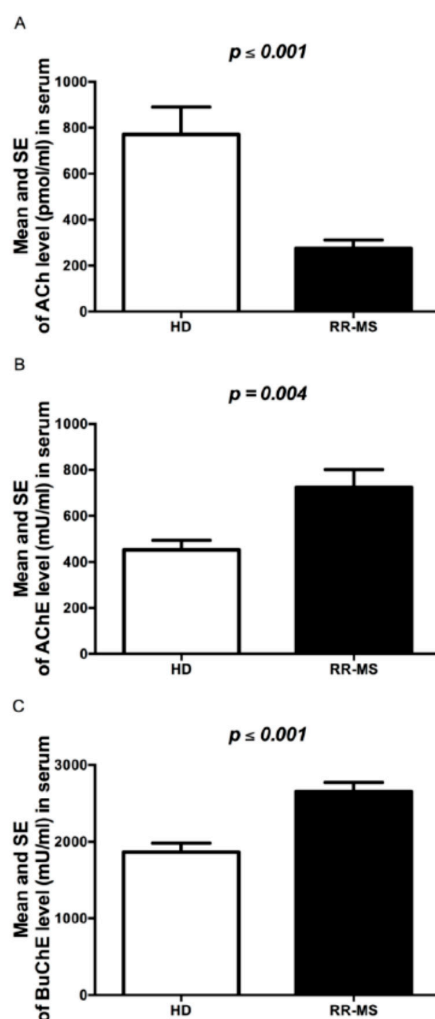 A
p ≤ 0.001
Mean and SE
of ACh level (pmol/ml) in serum
1000
800
600
400
200
0
HD RR-MS
B
p = 0.004
Mean and SE
of AChE level (mU/ml) in serum
1000
800
600
400
200
0
HD RR-MS
C
p ≤ 0.001
Mean and SE
of BuChE level (mU/ml) in serum
3000
2000
1000
0
HD RR-MS